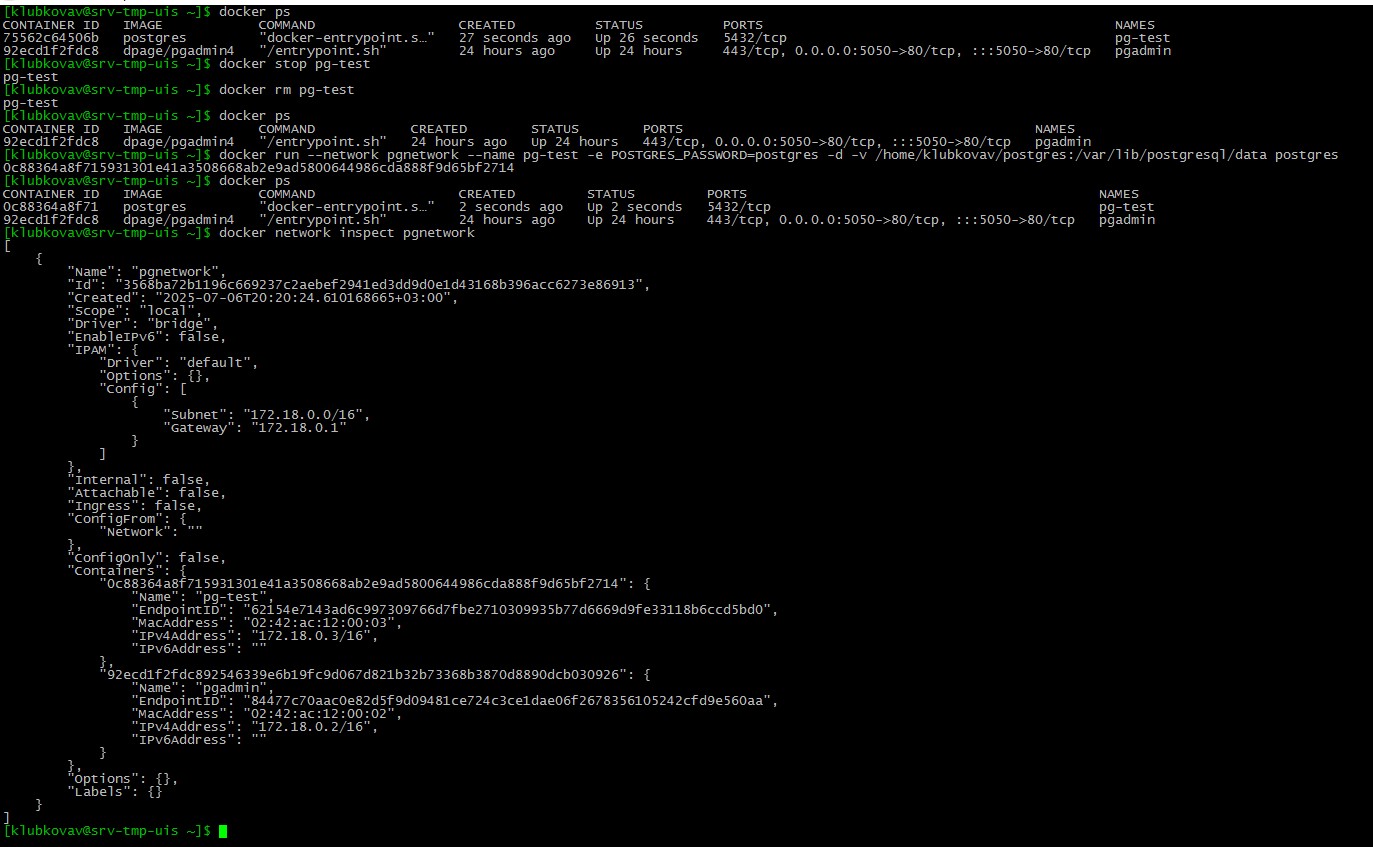 [klubkovav@srv-tmp-uis ~]$ docker ps
CONTAINER ID   IMAGE            COMMAND                  CREATED          STATUS          PORTS                                            NAMES
75562c64506b   postgres         "docker-entrypoint.s…"   27 seconds ago   Up 26 seconds   5432/tcp                                         pg-test
92ecd1f2fdc8   dpage/pgadmin4   "/entrypoint.sh"         24 hours ago     Up 24 hours     443/tcp, 0.0.0.0:5050->80/tcp, :::5050->80/tcp   pgadmin
[klubkovav@srv-tmp-uis ~]$ docker stop pg-test
pg-test
[klubkovav@srv-tmp-uis ~]$ docker rm pg-test
pg-test
[klubkovav@srv-tmp-uis ~]$ docker ps
CONTAINER ID   IMAGE            COMMAND            CREATED        STATUS        PORTS                                            NAMES
92ecd1f2fdc8   dpage/pgadmin4   "/entrypoint.sh"   24 hours ago   Up 24 hours   443/tcp, 0.0.0.0:5050->80/tcp, :::5050->80/tcp   pgadmin
[klubkovav@srv-tmp-uis ~]$ docker run --network pgnetwork --name pg-test -e POSTGRES_PASSWORD=postgres -d -v /home/klubkovav/postgres:/var/lib/postgresql/data postgres
0c88364a8f715931301e41a3508668ab2e9ad5800644986cda888f9d65bf2714
[klubkovav@srv-tmp-uis ~]$ docker ps
CONTAINER ID   IMAGE            COMMAND                  CREATED         STATUS         PORTS                                            NAMES
0c88364a8f71   postgres         "docker-entrypoint.s…"   2 seconds ago   Up 2 seconds   5432/tcp                                         pg-test
92ecd1f2fdc8   dpage/pgadmin4   "/entrypoint.sh"         24 hours ago    Up 24 hours    443/tcp, 0.0.0.0:5050->80/tcp, :::5050->80/tcp   pgadmin
[klubkovav@srv-tmp-uis ~]$ docker network inspect pgnetwork
[
    {
        "Name": "pgnetwork",
        "Id": "3568ba72b1196c669237c2aebef2941ed3dd9d0e1d43168b396acc6273e86913",
        "Created": "2025-07-06T20:20:24.610168665+03:00",
        "Scope": "local",
        "Driver": "bridge",
        "EnableIPv6": false,
        "IPAM": {
            "Driver": "default",
            "Options": {},
            "Config": [
                {
                    "Subnet": "172.18.0.0/16",
                    "Gateway": "172.18.0.1"
                }
            ]
        },
        "Internal": false,
        "Attachable": false,
        "Ingress": false,
        "ConfigFrom": {
            "Network": ""
        },
        "ConfigOnly": false,
        "Containers": {
            "0c88364a8f715931301e41a3508668ab2e9ad5800644986cda888f9d65bf2714": {
                "Name": "pg-test",
                "EndpointID": "62154e7143ad6c997309766d7fbe2710309935b77d6669d9fe33118b6ccd5bd0",
                "MacAddress": "02:42:ac:12:00:03",
                "IPv4Address": "172.18.0.3/16",
                "IPv6Address": ""
            },
            "92ecd1f2fdc892546339e6b19fc9d067d821b32b73368b3870d8890dcb030926": {
                "Name": "pgadmin",
                "EndpointID": "84477c70aac0e82d5f9d09481ce724c3ce1dae06f2678356105242cfd9e560aa",
                "MacAddress": "02:42:ac:12:00:02",
                "IPv4Address": "172.18.0.2/16",
                "IPv6Address": ""
            }
        },
        "Options": {},
        "Labels": {}
    }
]
[klubkovav@srv-tmp-uis ~]$